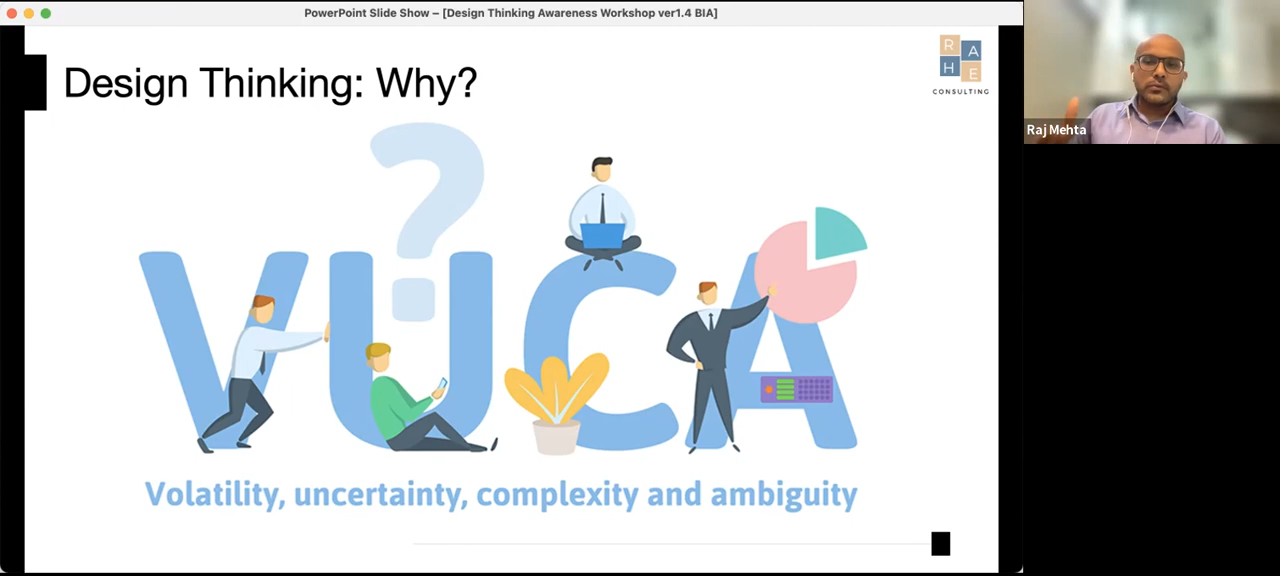 PowerPoint Slide Show – [Design Thinking Awareness Workshop ver1.4 BIA]
Design Thinking: Why?
R A
H E
CONSULTING
?
VUCA
Volatility, uncertainty, complexity and ambiguity
Raj Mehta